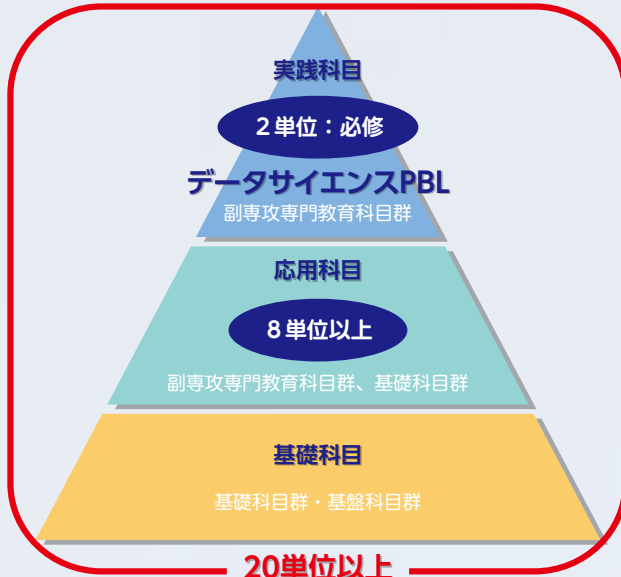 実践科目
２単位：必修
データサイエンスPBL
副専攻専門教育科目群
応用科目
８単位以上
副専攻専門教育科目群、基礎科目群
基礎科目
基礎科目群・基盤科目群
20単位以上